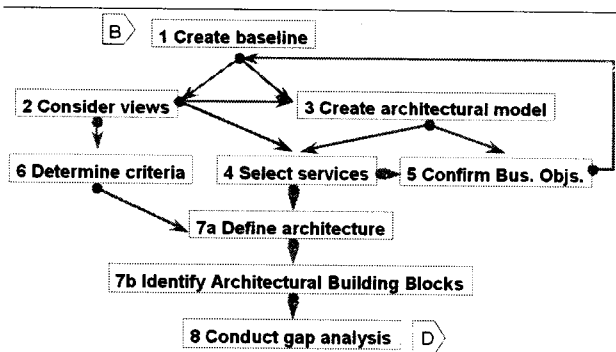 B
1 Create baseline
2 Consider views
3 Create architectural model
6 Determine criteria
4 Select services
5 Confirm Bus. Objs.
7a Define architecture
7b Identify Architectural Building Blocks
8 Conduct gap analysis
D